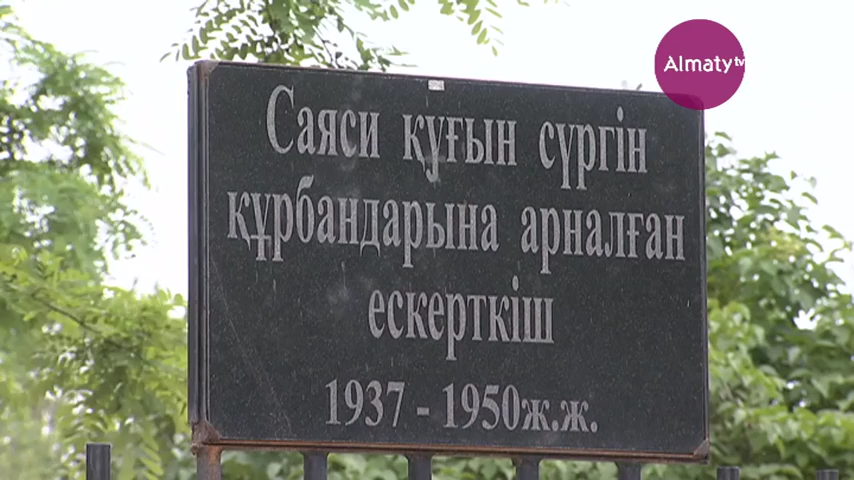 Almaty tv
Саяси қуғын сүргін
құрбандарына арналған
ескерткіш
1937 - 1950ж.ж.